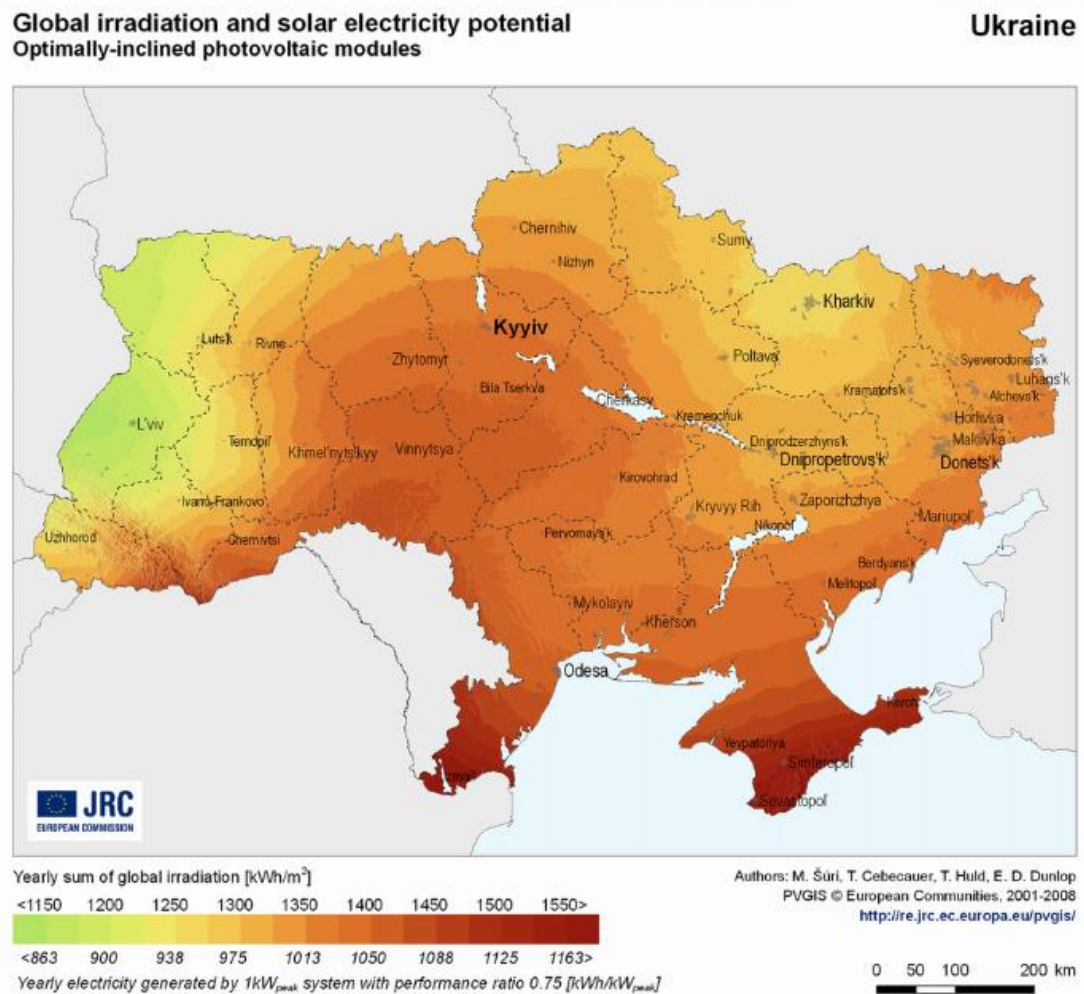 Global irradiation and solar electricity potential
Optimally-inclined photovoltaic modules
Ukraine
Chernihiv
Sumy
Nizhyn
Kharkiv
Kyyiv
Luts'k
Rivne
Zhytomyr
Poltava
Syeverodonets'k
Luhans'k
Bila Tserkva
Kramators'k
Alchevs'k
Cherkasy
L'viv
Kremenchuk
Horlivka
Ternopil'
Khmel'nyts'kyy
Vinnytsya
Dniprodzerzhyns'k
Makiivka
Dnipropetrovs'k
Donets'k
Kirovohrad
Ivano-Frankovo
Kryvyy Rih
Zaporizhzhya
Mariupol'
Uzhhorod
Chernivtsi
Pervomays'k
Nikopol'
Berdyans'k
Melitopol'
Mykolayiv
Kherson
Odesa
Kerch
Yevpatoriya
Simferopol'
Sevastopol'
JRC
EUROPEAN COMMISSION
Yearly sum of global irradiation [kWh/m²]
<1150 1200 1250 1300 1350 1400 1450 1500 1550>
<863 900 938 975 1013 1050 1088 1125 1163>
Yearly electricity generated by 1kWpeak system with performance ratio 0.75 [kWh/kWpeak]
Authors: M. Šúri, T. Cebecauer, T. Huld, E. D. Dunlop
PVGIS © European Communities, 2001-2008
http://re.jrc.ec.europa.eu/pvgis/
0 50 100 200 km